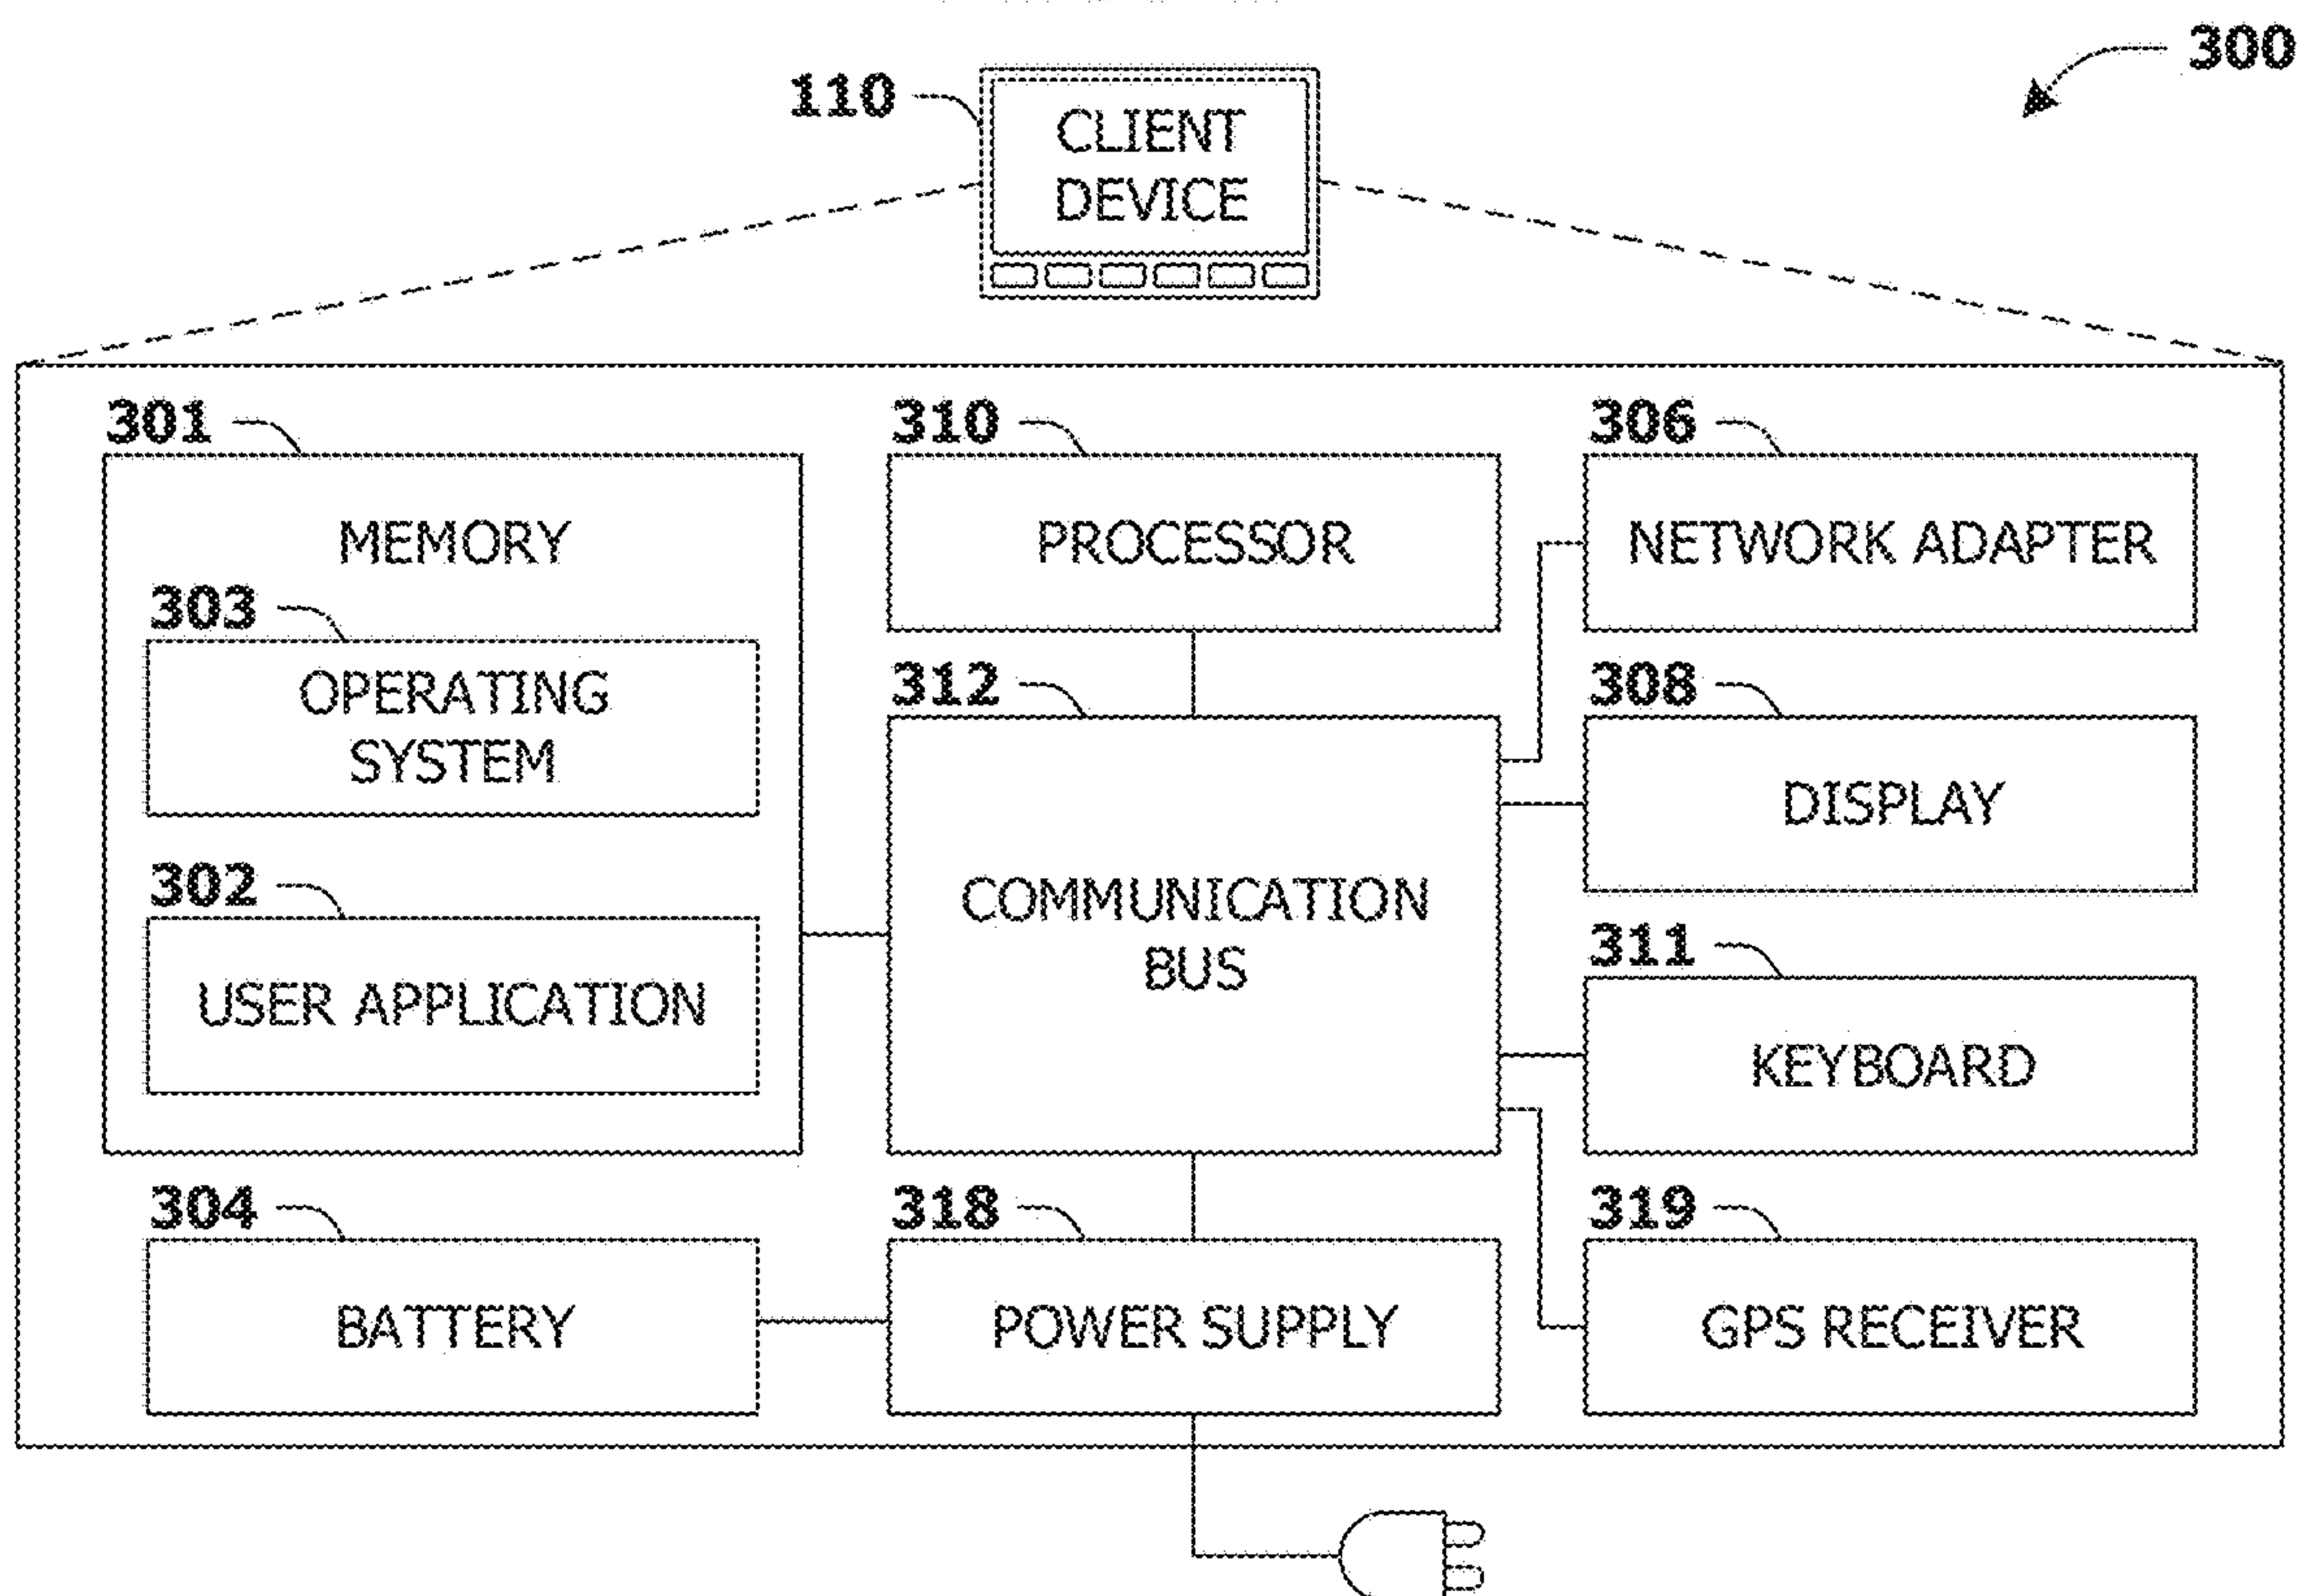 300
110
CLIENT
DEVICE
301
310
306
MEMORY
PROCESSOR
NETWORK ADAPTER
303
312
308
OPERATING
SYSTEM
DISPLAY
302
COMMUNICATION
BUS
311
USER APPLICATION
KEYBOARD
304
318
319
BATTERY
POWER SUPPLY
GPS RECEIVER